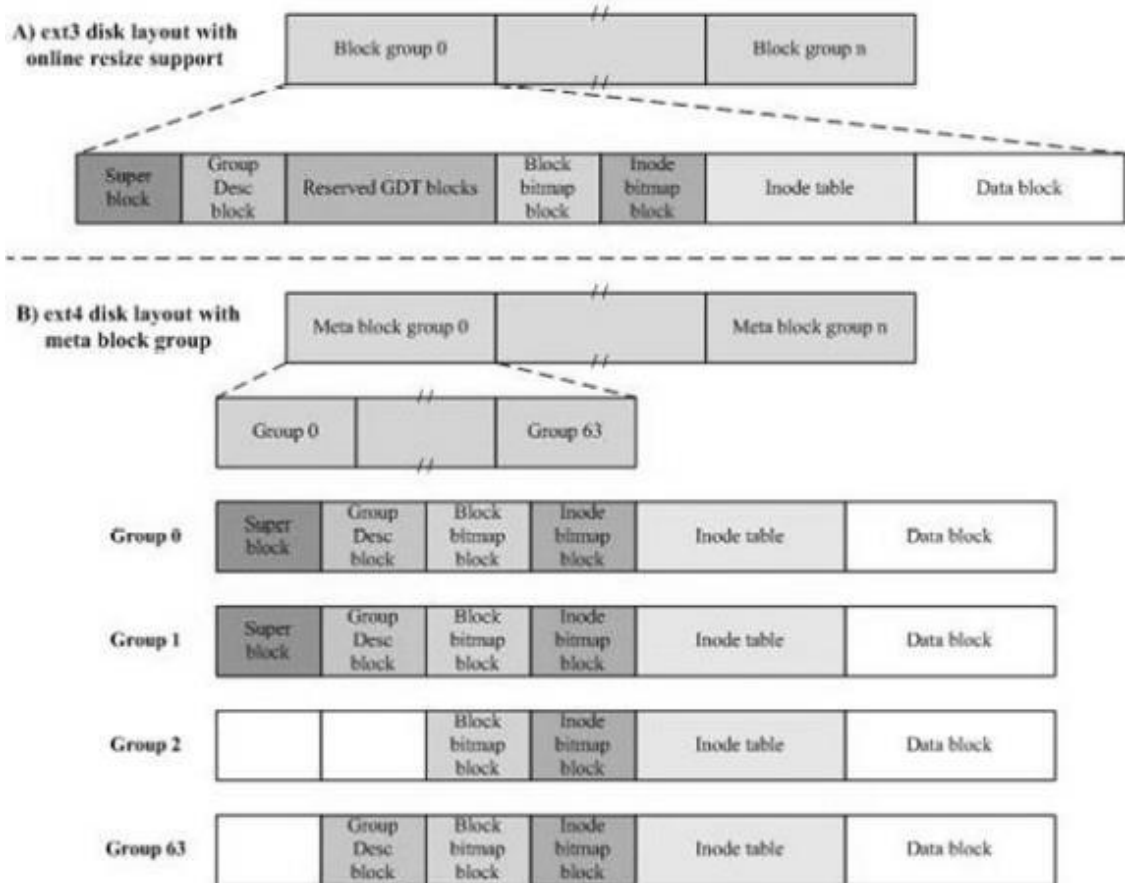 A) ext3 disk layout with
online resize support
Block group 0
Block group n
Super
block
Group
Desc
block
Reserved GDT blocks
Block
bitmap
block
Inode
bitmap
block
Inode table
Data block
B) ext4 disk layout with
meta block group
Meta block group 0
Meta block group n
Group 0
Group 63
Group 0
Super
block
Group
Desc
block
Block
bitmap
block
Inode
bitmap
block
Inode table
Data block
Group 1
Super
block
Group
Desc
block
Block
bitmap
block
Inode
bitmap
block
Inode table
Data block
Group 2
Block
bitmap
block
Inode
bitmap
block
Inode table
Data block
Group 63
Group
Desc
block
Block
bitmap
block
Inode
bitmap
block
Inode table
Data block